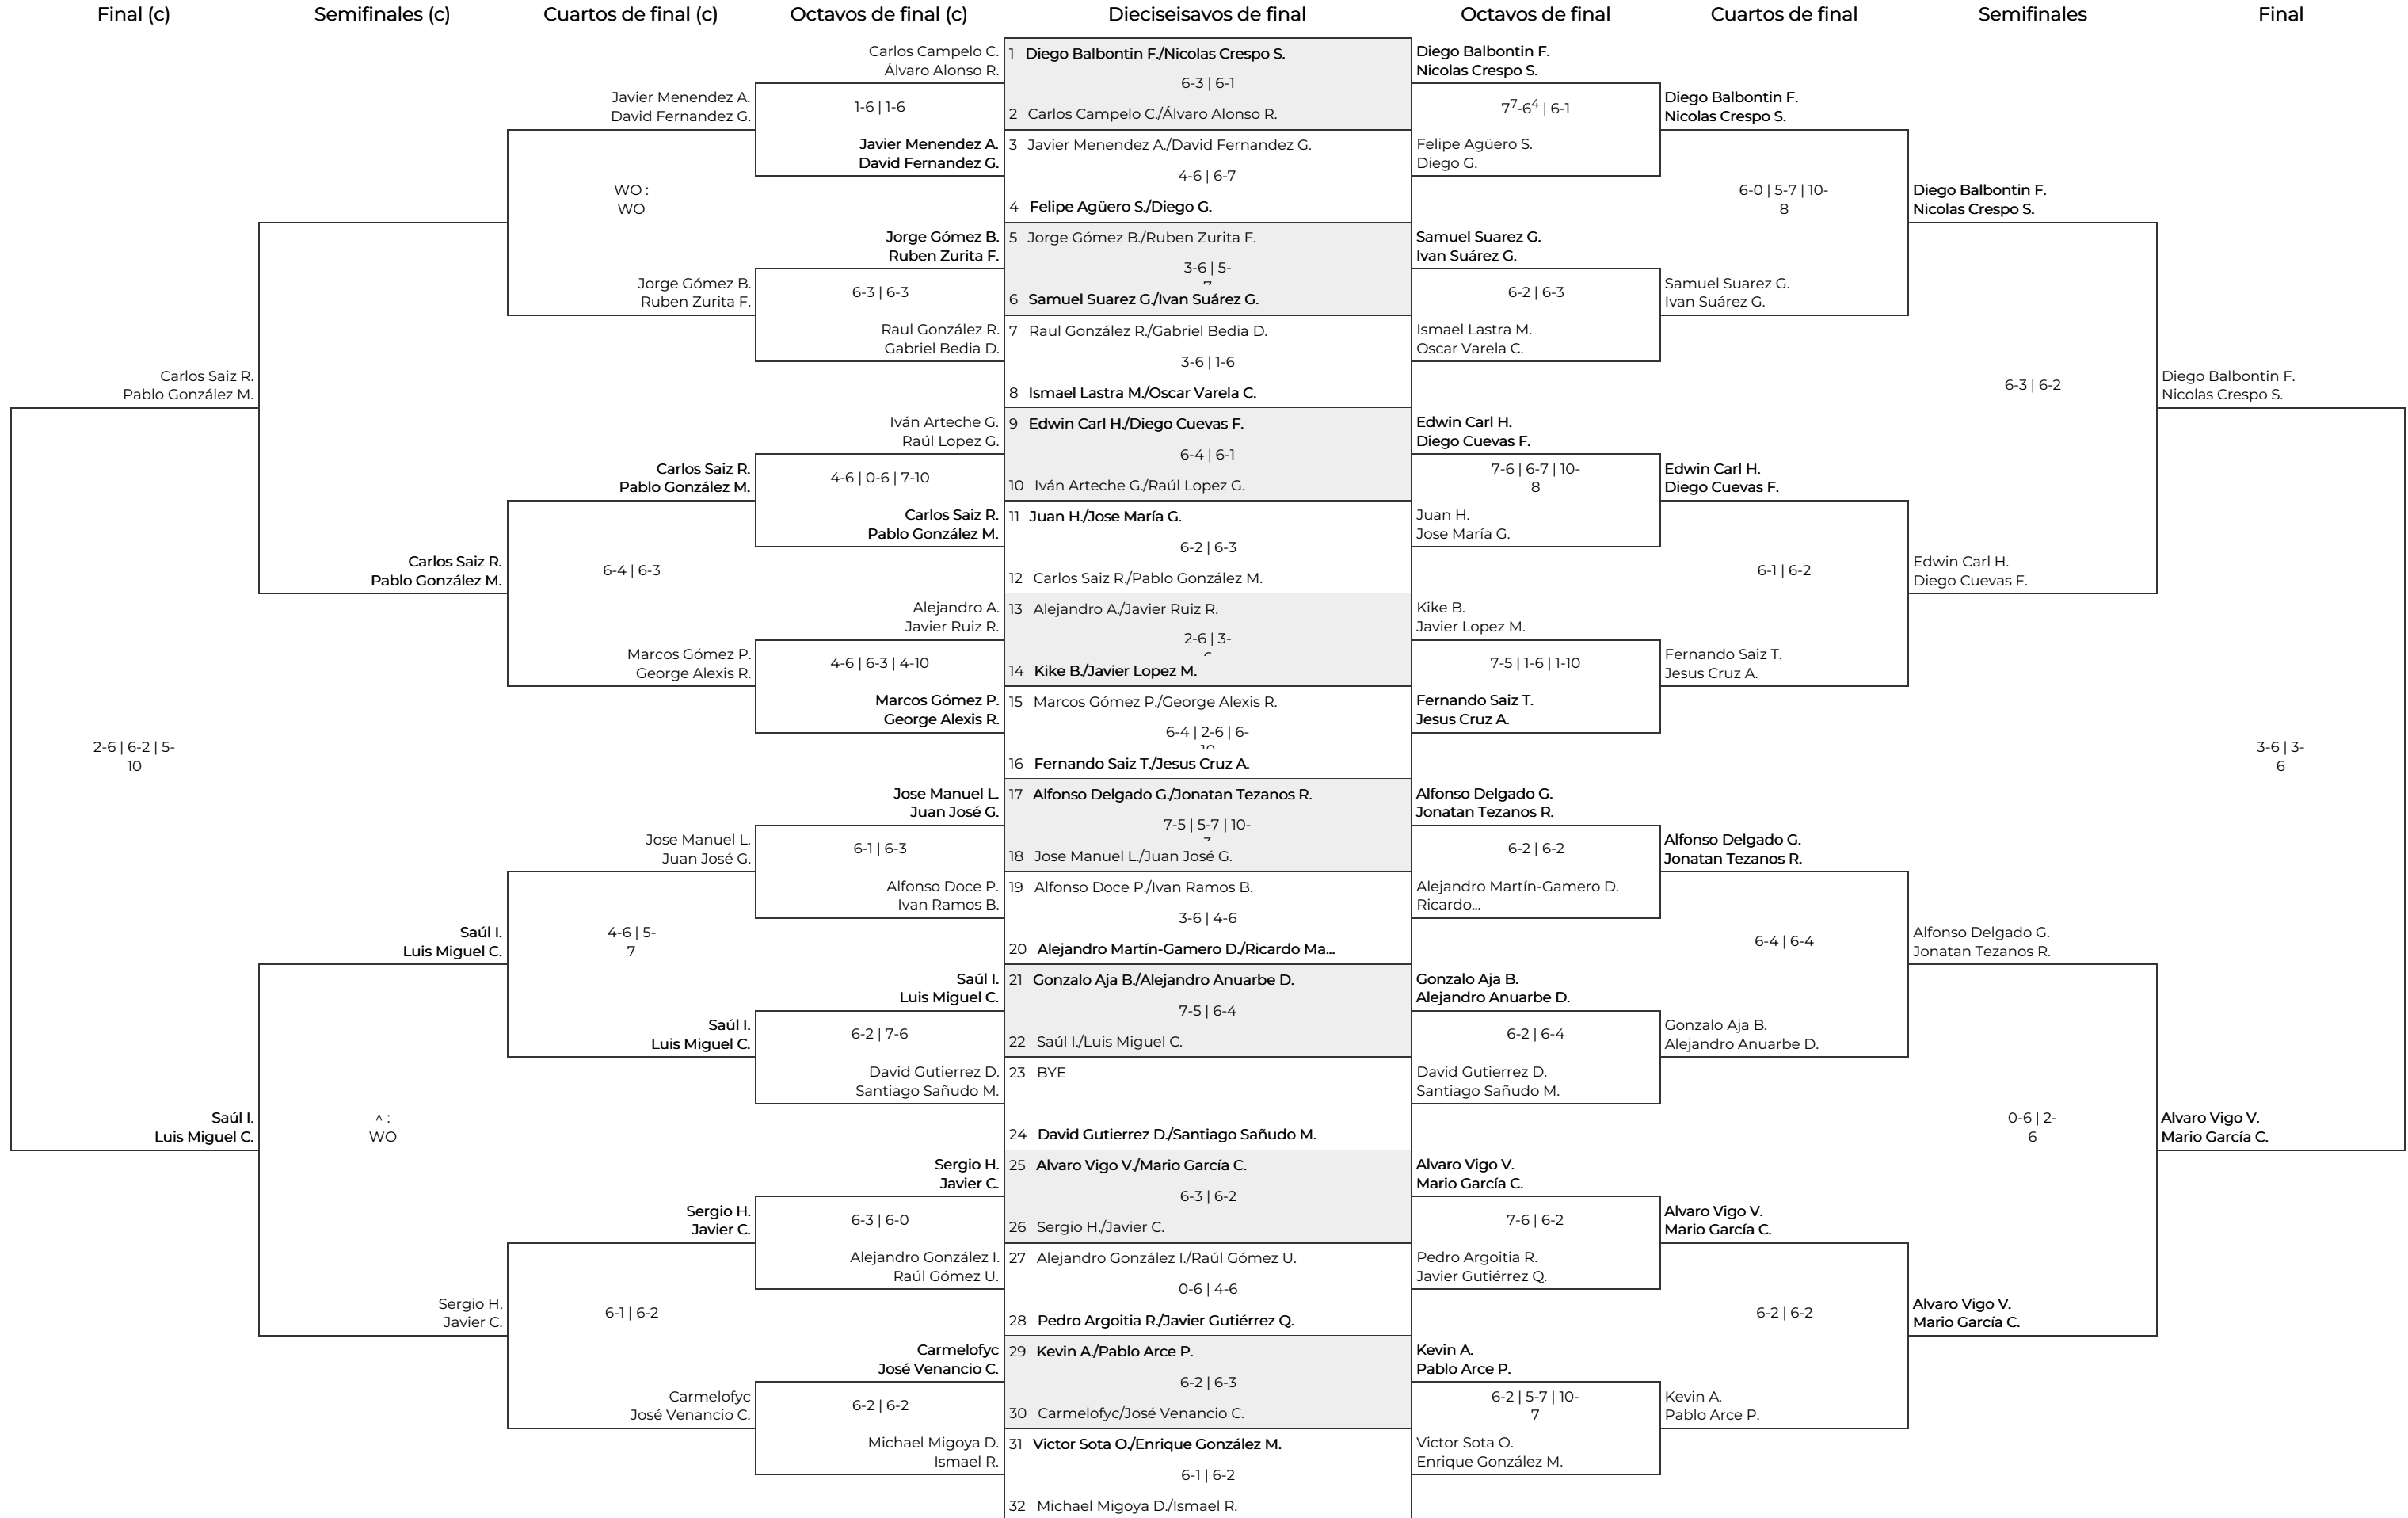 Final (c)
Semifinales (c)
Cuartos de final (c)
Octavos de final (c)
Dieciseisavos de final
Octavos de final
Cuartos de final
Semifinales
Final
Carlos Saiz R.
Pablo González M.
2-6 | 6-2 | 5-
10
Saúl I.
Luis Miguel C.
Carlos Saiz R.
Pablo González M.
Saúl I.
Luis Miguel C.
^ :
WO
Sergio H.
Javier C.
Javier Menendez A.
David Fernandez G.
WO :
WO
Jorge Gómez B.
Ruben Zurita F.
Carlos Saiz R.
Pablo González M.
6-4 | 6-3
Marcos Gómez P.
George Alexis R.
Jose Manuel L.
Juan José G.
4-6 | 5-
7
Saúl I.
Luis Miguel C.
Sergio H.
Javier C.
6-1 | 6-2
Carmelofyc
José Venancio C.
Carlos Campelo C.
Álvaro Alonso R.
1-6 | 1-6
Javier Menendez A.
David Fernandez G.
Jorge Gómez B.
Ruben Zurita F.
6-3 | 6-3
Raul González R.
Gabriel Bedia D.
Iván Arteche G.
Raúl Lopez G.
4-6 | 0-6 | 7-10
Carlos Saiz R.
Pablo González M.
Alejandro A.
Javier Ruiz R.
4-6 | 6-3 | 4-10
Marcos Gómez P.
George Alexis R.
Jose Manuel L.
Juan José G.
6-1 | 6-3
Alfonso Doce P.
Ivan Ramos B.
Saúl I.
Luis Miguel C.
6-2 | 7-6
David Gutierrez D.
Santiago Sañudo M.
Sergio H.
Javier C.
6-3 | 6-0
Alejandro González I.
Raúl Gómez U.
Carmelofyc
José Venancio C.
6-2 | 6-2
Michael Migoya D.
Ismael R.
1 Diego Balbontin F./Nicolas Crespo S.
6-3 | 6-1
2 Carlos Campelo C./Álvaro Alonso R.
3 Javier Menendez A./David Fernandez G.
4-6 | 6-7
4 Felipe Agüero S./Diego G.
5 Jorge Gómez B./Ruben Zurita F.
3-6 | 5-
6 Samuel Suarez G./Ivan Suárez G.
7 Raul González R./Gabriel Bedia D.
3-6 | 1-6
8 Ismael Lastra M./Oscar Varela C.
9 Edwin Carl H./Diego Cuevas F.
6-4 | 6-1
10 Iván Arteche G./Raúl Lopez G.
11 Juan H./Jose María G.
6-2 | 6-3
12 Carlos Saiz R./Pablo González M.
13 Alejandro A./Javier Ruiz R.
2-6 | 3-
14 Kike B./Javier Lopez M.
15 Marcos Gómez P./George Alexis R.
6-4 | 2-6 | 6-
16 Fernando Saiz T./Jesus Cruz A.
17 Alfonso Delgado G./Jonatan Tezanos R.
7-5 | 5-7 | 10-
18 Jose Manuel L./Juan José G.
19 Alfonso Doce P./Ivan Ramos B.
3-6 | 4-6
20 Alejandro Martín-Gamero D./Ricardo Ma...
21 Gonzalo Aja B./Alejandro Anuarbe D.
7-5 | 6-4
22 Saúl I./Luis Miguel C.
23 BYE
24 David Gutierrez D./Santiago Sañudo M.
25 Alvaro Vigo V./Mario García C.
6-3 | 6-2
26 Sergio H./Javier C.
27 Alejandro González I./Raúl Gómez U.
0-6 | 4-6
28 Pedro Argoitia R./Javier Gutiérrez Q.
29 Kevin A./Pablo Arce P.
6-2 | 6-3
30 Carmelofyc/José Venancio C.
31 Victor Sota O./Enrique González M.
6-1 | 6-2
32 Michael Migoya D./Ismael R.
Diego Balbontin F.
Nicolas Crespo S.
7⁷-6⁴ | 6-1
Felipe Agüero S.
Diego G.
Samuel Suarez G.
Ivan Suárez G.
6-2 | 6-3
Ismael Lastra M.
Oscar Varela C.
Edwin Carl H.
Diego Cuevas F.
7-6 | 6-7 | 10-
8
Juan H.
Jose María G.
Kike B.
Javier Lopez M.
7-5 | 1-6 | 1-10
Fernando Saiz T.
Jesus Cruz A.
Alfonso Delgado G.
Jonatan Tezanos R.
6-2 | 6-2
Alejandro Martín-Gamero D.
Ricardo...
Gonzalo Aja B.
Alejandro Anuarbe D.
6-2 | 6-4
David Gutierrez D.
Santiago Sañudo M.
Alvaro Vigo V.
Mario García C.
7-6 | 6-2
Pedro Argoitia R.
Javier Gutiérrez Q.
Kevin A.
Pablo Arce P.
6-2 | 5-7 | 10-
7
Victor Sota O.
Enrique González M.
Diego Balbontin F.
Nicolas Crespo S.
6-0 | 5-7 | 10-
8
Samuel Suarez G.
Ivan Suárez G.
Edwin Carl H.
Diego Cuevas F.
6-1 | 6-2
Fernando Saiz T.
Jesus Cruz A.
Alfonso Delgado G.
Jonatan Tezanos R.
6-4 | 6-4
Gonzalo Aja B.
Alejandro Anuarbe D.
Alvaro Vigo V.
Mario García C.
6-2 | 6-2
Kevin A.
Pablo Arce P.
Diego Balbontin F.
Nicolas Crespo S.
6-3 | 6-2
Edwin Carl H.
Diego Cuevas F.
Alfonso Delgado G.
Jonatan Tezanos R.
0-6 | 2-
6
Alvaro Vigo V.
Mario García C.
Diego Balbontin F.
Nicolas Crespo S.
3-6 | 3-
6
Alvaro Vigo V.
Mario García C.